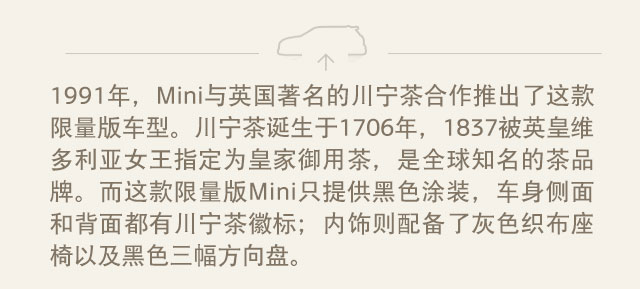 1991年，Mini与英国著名的川宁茶合作推出了这款
限量版车型。川宁茶诞生于1706年，1837被英皇维
多利亚女王指定为皇家御用茶，是全球知名的茶品
牌。而这款限量版Mini只提供黑色涂装，车身侧面
和背面都有川宁茶徽标；内饰则配备了灰色织布座
椅以及黑色三幅方向盘。